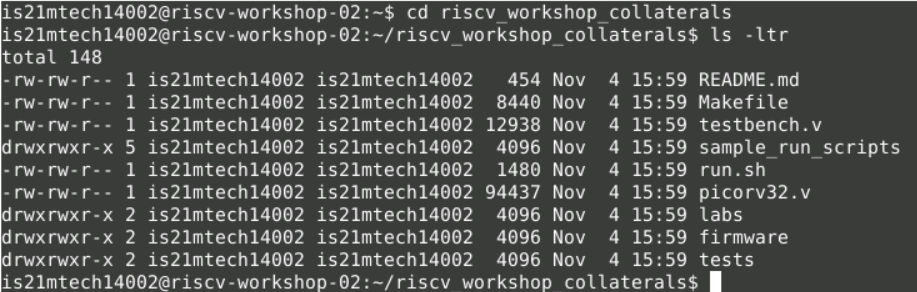 is21mtech14002@riscv-workshop-02:~$ cd riscv_workshop_collaterals
is21mtech14002@riscv-workshop-02:~/riscv_workshop_collaterals$ ls -ltr
total 148
-rw-rw-r-- 1 is21mtech14002 is21mtech14002   454 Nov  4 15:59 README.md
-rw-rw-r-- 1 is21mtech14002 is21mtech14002  8440 Nov  4 15:59 Makefile
-rw-rw-r-- 1 is21mtech14002 is21mtech14002 12938 Nov  4 15:59 testbench.v
drwxrwxr-x 5 is21mtech14002 is21mtech14002  4096 Nov  4 15:59 sample_run_scripts
-rw-rw-r-- 1 is21mtech14002 is21mtech14002  1480 Nov  4 15:59 run.sh
-rw-rw-r-- 1 is21mtech14002 is21mtech14002 94437 Nov  4 15:59 picorv32.v
drwxrwxr-x 2 is21mtech14002 is21mtech14002  4096 Nov  4 15:59 labs
drwxrwxr-x 2 is21mtech14002 is21mtech14002  4096 Nov  4 15:59 firmware
drwxrwxr-x 2 is21mtech14002 is21mtech14002  4096 Nov  4 15:59 tests
is21mtech14002@riscv-workshop-02:~/riscv_workshop_collaterals$